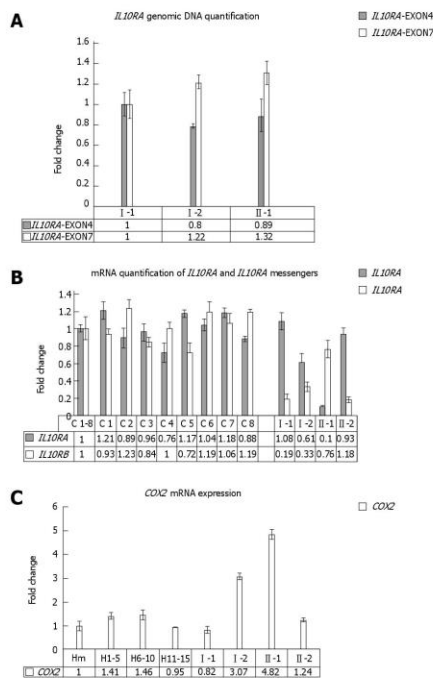 A
IL10RA genomic DNA quantification
IL10RA-EXON4
IL10RA-EXON7
Fold change
1.6
1.4
1.2
1
0.8
0.6
0.4
0.2
0
I -1 I -2 II -1
IL10RA-EXON4 1 0.8 0.89
IL10RA-EXON7 1 1.22 1.32
B
mRNA quantification of IL10RA and IL10RA messengers
IL10RA
IL10RA
Fold change
1.4
1.2
1
0.8
0.6
0.4
0.2
0
C 1-8 C 1 C 2 C 3 C 4 C 5 C 6 C 7 C 8 I -1 I -2 II -1 II -2
IL10RA 1 1.21 0.89 0.96 0.76 1.17 1.04 1.18 0.88 1.08 0.61 0.1 0.93
IL10RB 1 0.93 1.23 0.84 1 0.72 1.19 1.06 1.19 0.19 0.33 0.76 1.18
C
COX2 mRNA expression
COX2
Fold change
6
5
4
3
2
1
0
Hm H1-5 H6-10 H11-15 I -1 I -2 II -1 II -2
COX2 1 1.41 1.46 0.95 0.82 3.07 4.82 1.24